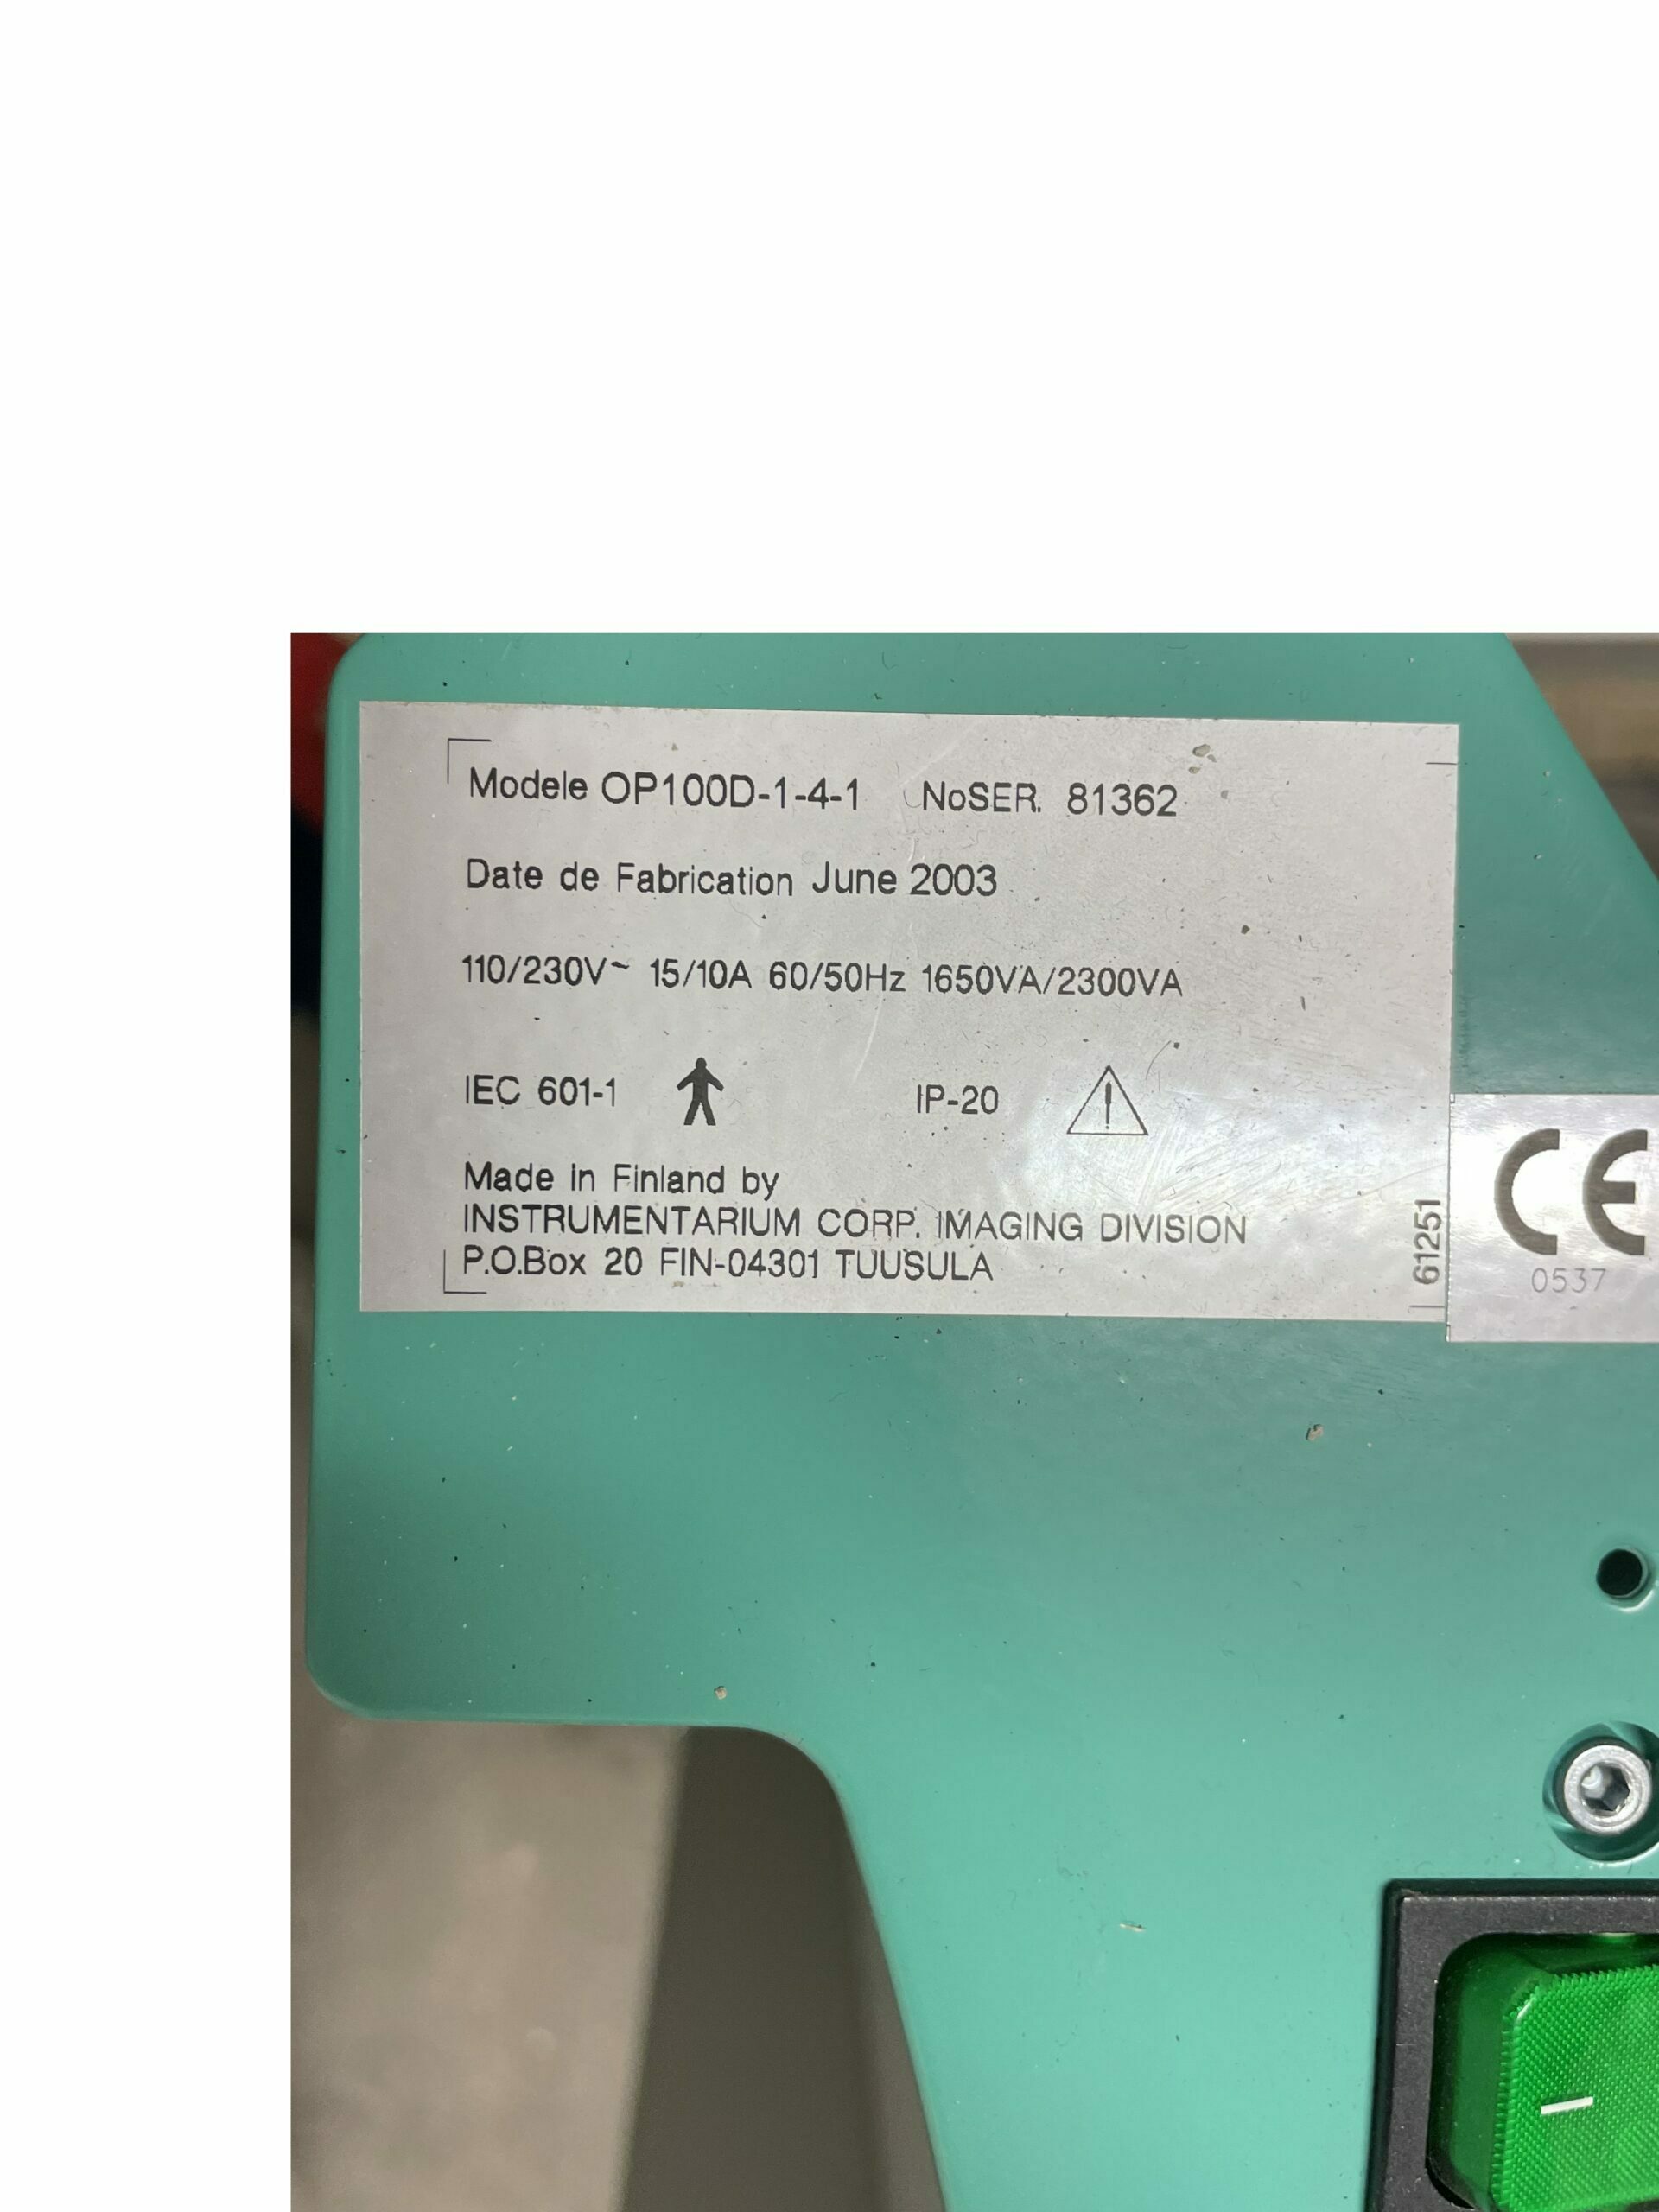 Modele OP100D-1-4-1 NoSER. 81362
Date de Fabrication June 2003
110/230V~ 15/10A 60/50Hz 1650VA/2300VA
IEC 601-1 IP-20
Made in Finland by
INSTRUMENTARIUM CORP. IMAGING DIVISION
P.O.Box 20 FIN-04301 TUUSULA
61251
CE
0537